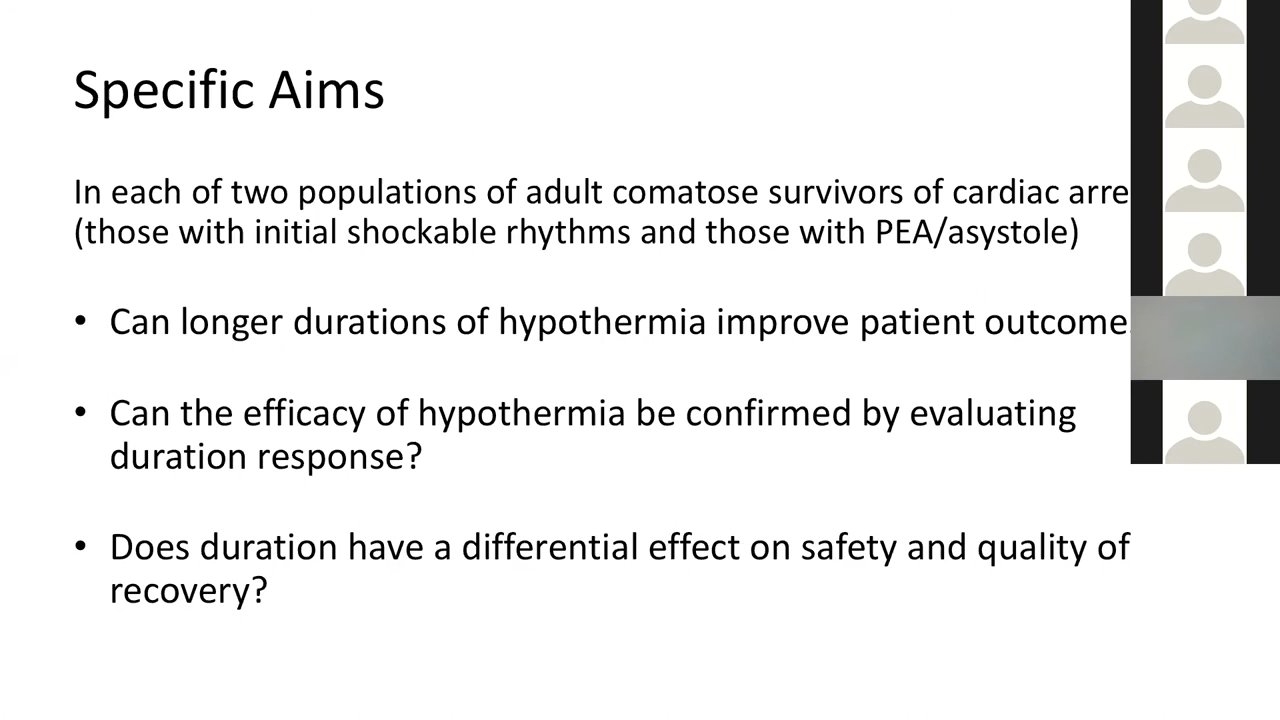 Specific Aims
In each of two populations of adult comatose survivors of cardiac
(those with initial shockable rhythms and those with PEA/asystole)
• Can longer durations of hypothermia improve patient
• Can the efficacy of hypothermia be confirmed by evaluating
duration response?
• Does duration have a differential effect on safety and quality of
recovery?